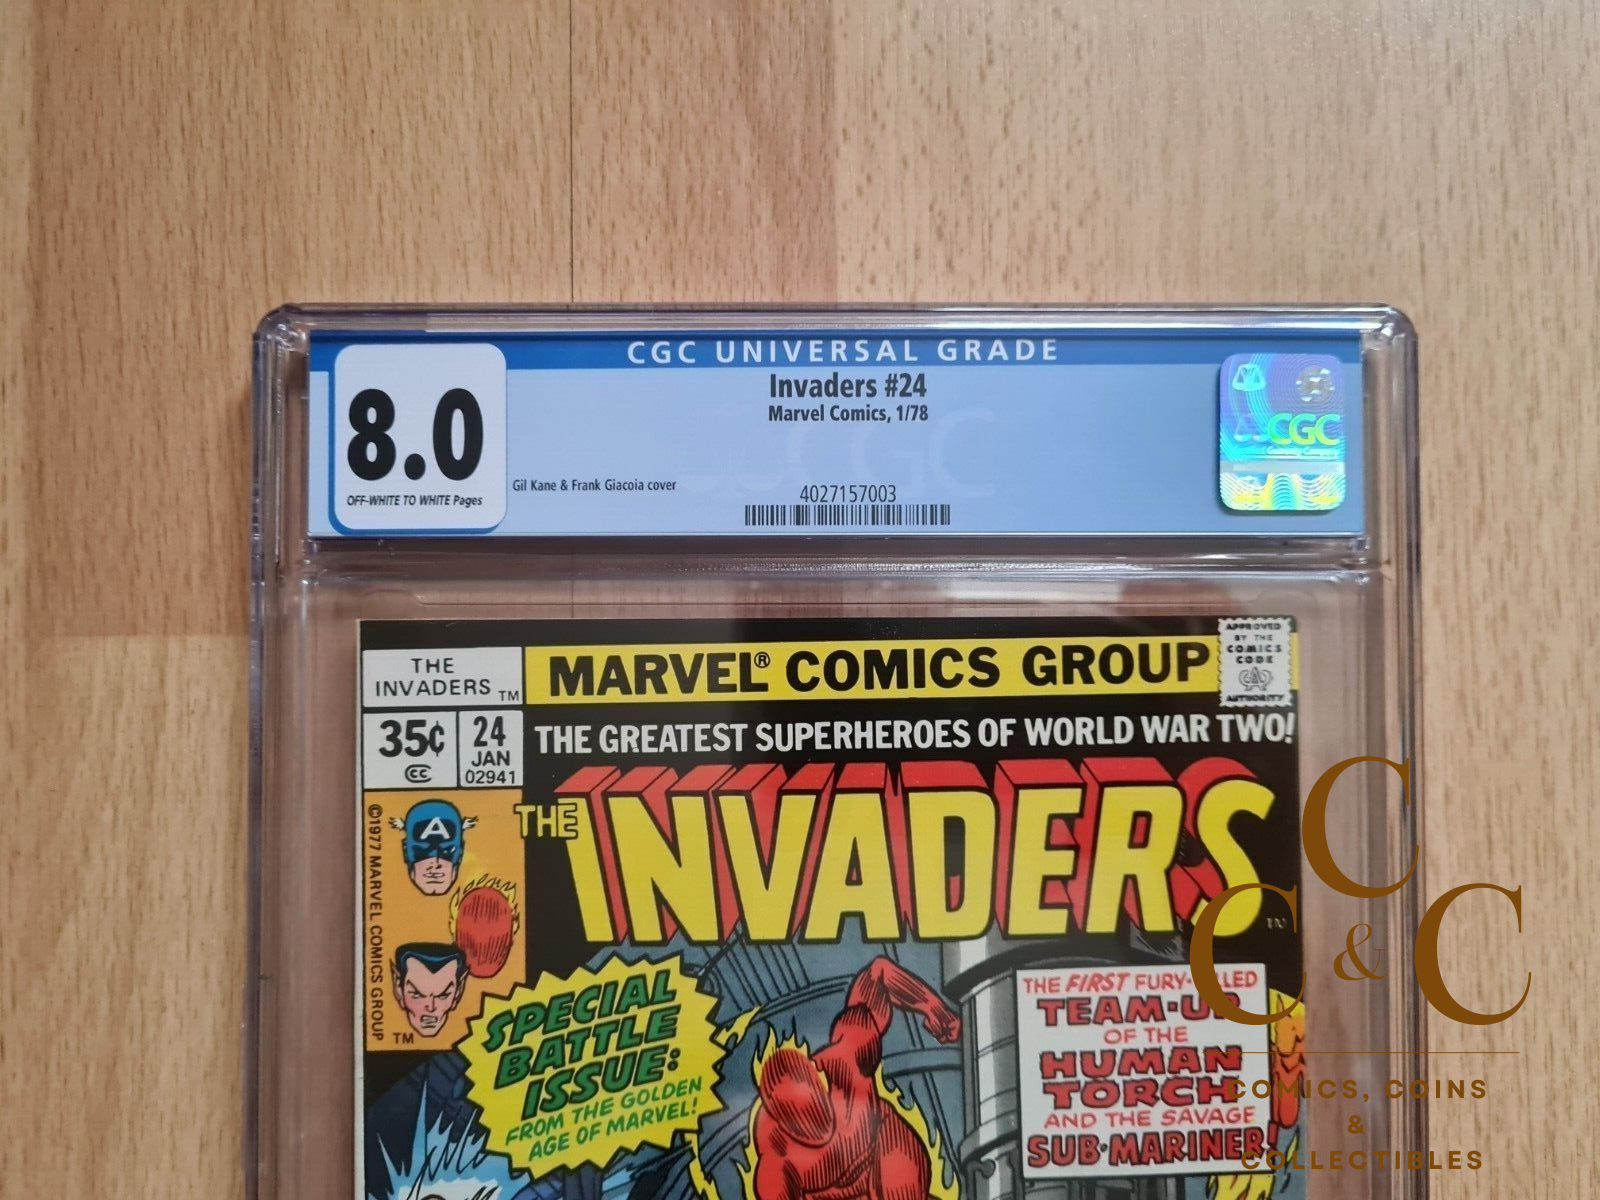 CGC UNIVERSAL GRADE
8.0
OFF-WHITE TO WHITE Pages
Invaders #24
Marvel Comics, 1/78
Gil Kane & Frank Giacoia cover
4027157003
CGC
THE
INVADERS TM
MARVEL® COMICS GROUP
APPROVED
BY THE
COMICS
CODE
CA
AUTHORITY
35¢
CC
24
JAN
02941
THE GREATEST SUPERHEROES OF WORLD WAR TWO!
THE INVADERS
TM
©1977 MARVEL COMICS GROUP
A
TM
SPECIAL
BATTLE
ISSUE:
FROM THE GOLDEN
AGE OF MARVEL!
THE FIRST FURY-
TEAM-UP
OF THE
HUMAN
TORCH
AND THE SAVAGE
SUB-MARINER!
C
C & C
COMICS, COINS
&
COLLECTIBLES